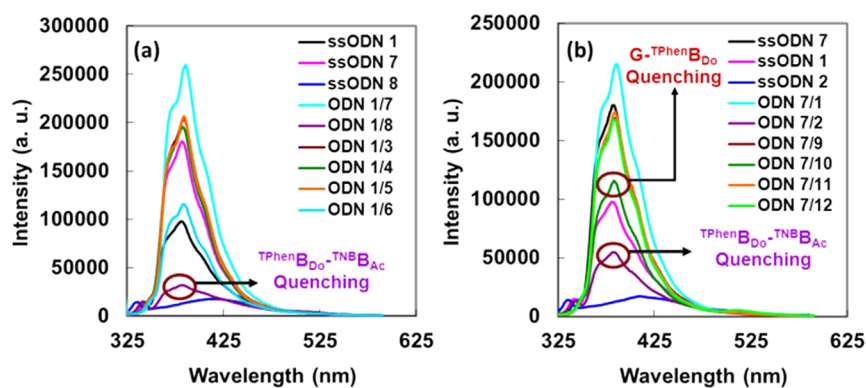 (a)
300000
250000
200000
150000
100000
50000
0
Intensity (a. u.)
325
425
525
625
Wavelength (nm)
ssODN 1
ssODN 7
ssODN 8
ODN 1/7
ODN 1/8
ODN 1/3
ODN 1/4
ODN 1/5
ODN 1/6
TPhenBDo-TNBBAc
Quenching
(b)
250000
200000
150000
100000
50000
0
Intensity (a. u.)
325
425
525
625
Wavelength (nm)
G-TPhenBDo
Quenching
ssODN 7
ssODN 1
ssODN 2
ODN 7/1
ODN 7/2
ODN 7/9
ODN 7/10
ODN 7/11
ODN 7/12
TPhenBDo-TNBBAc
Quenching